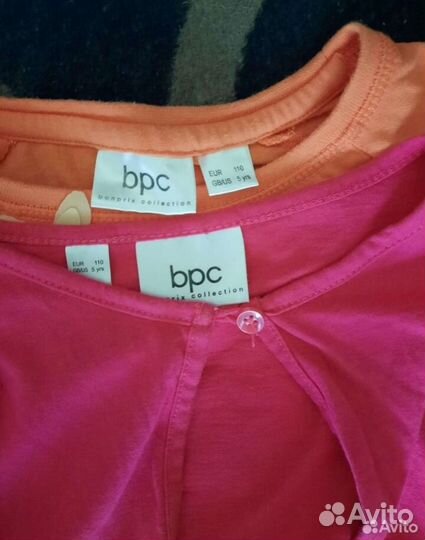 bpc
bonprix collection
EUR 110
GB/US 5 yrs
EUR 110
GB/US 5 yrs
bpc
bonprix collection
Avito
Avito